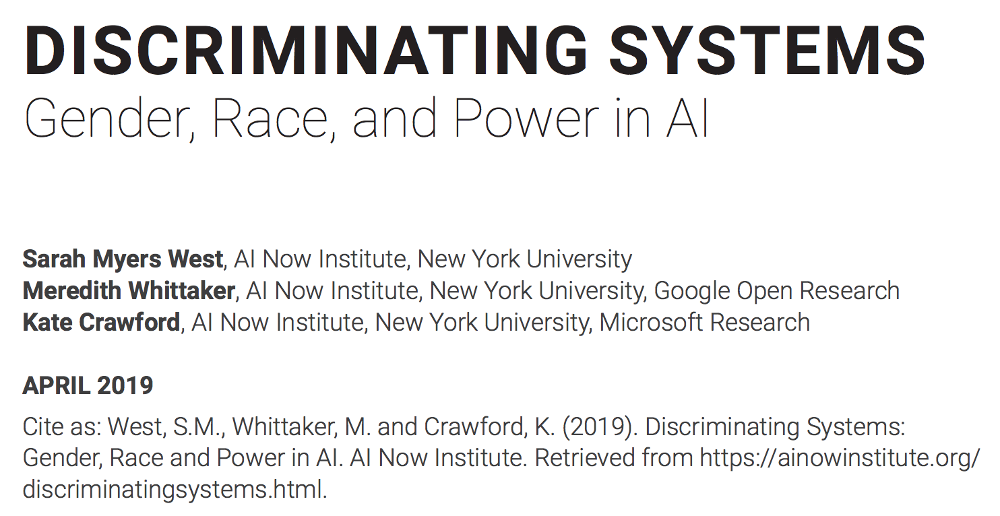 DISCRIMINATING SYSTEMS
Gender, Race, and Power in AI
Sarah Myers West, AI Now Institute, New York University
Meredith Whittaker, AI Now Institute, New York University, Google Open Research
Kate Crawford, AI Now Institute, New York University, Microsoft Research
APRIL 2019
Cite as: West, S.M., Whittaker, M. and Crawford, K. (2019). Discriminating Systems:
Gender, Race and Power in AI. AI Now Institute. Retrieved from https://ainowinstitute.org/
discriminatingsystems.html.